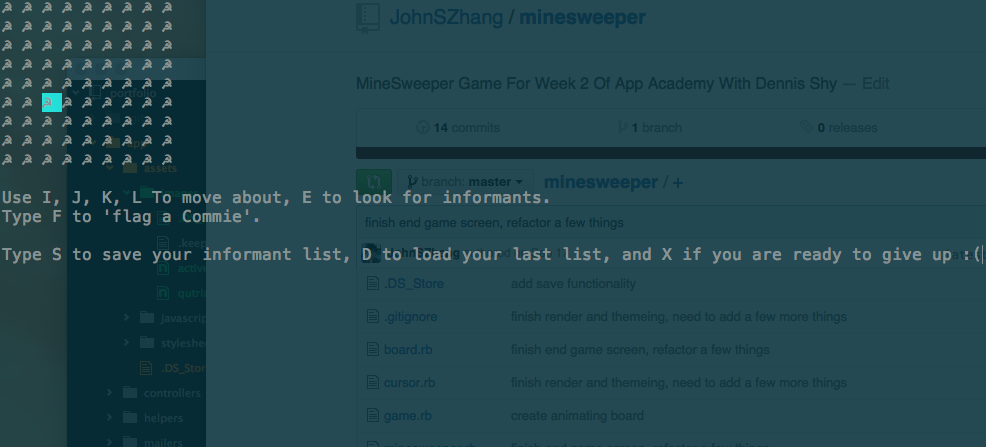 ☭ ☭ ☭ ☭ ☭ ☭ ☭ ☭ ☭
☭ ☭ ☭ ☭ ☭ ☭ ☭ ☭ ☭
☭ ☭ ☭ ☭ ☭ ☭ ☭ ☭ ☭
☭ ☭ ☭ ☭ ☭ ☭ ☭ ☭ ☭
☭ ☭ ☭ ☭ ☭ ☭ ☭ ☭ ☭
☭ ☭ ☭ ☭ ☭ ☭ ☭ ☭ ☭
☭ ☭ ☭ ☭ ☭ ☭ ☭ ☭ ☭
☭ ☭ ☭ ☭ ☭ ☭ ☭ ☭ ☭
☭ ☭ ☭ ☭ ☭ ☭ ☭ ☭ ☭
Use I, J, K, L To move about, E to look for informants.
Type F to 'flag a Commie'.
Type S to save your informant list, D to load your last list, and X if you are ready to give up :(
JohnSZhang / minesweeper
MineSweeper Game For Week 2 Of App Academy With Dennis Shy — Edit
14 commits 1 branch 0 releases
branch: master minesweeper / +
finish end game screen, refactor a few things
JohnSZhang
.DS_Store add save functionality
.gitignore finish render and themeing, need to add a few more things
board.rb finish end game screen, refactor a few things
cursor.rb finish render and themeing, need to add a few more things
game.rb create animating board
portfolio
app
assets
.keep
javascrip
styleshe
.DS_Stor
controllers
helpers
mailers